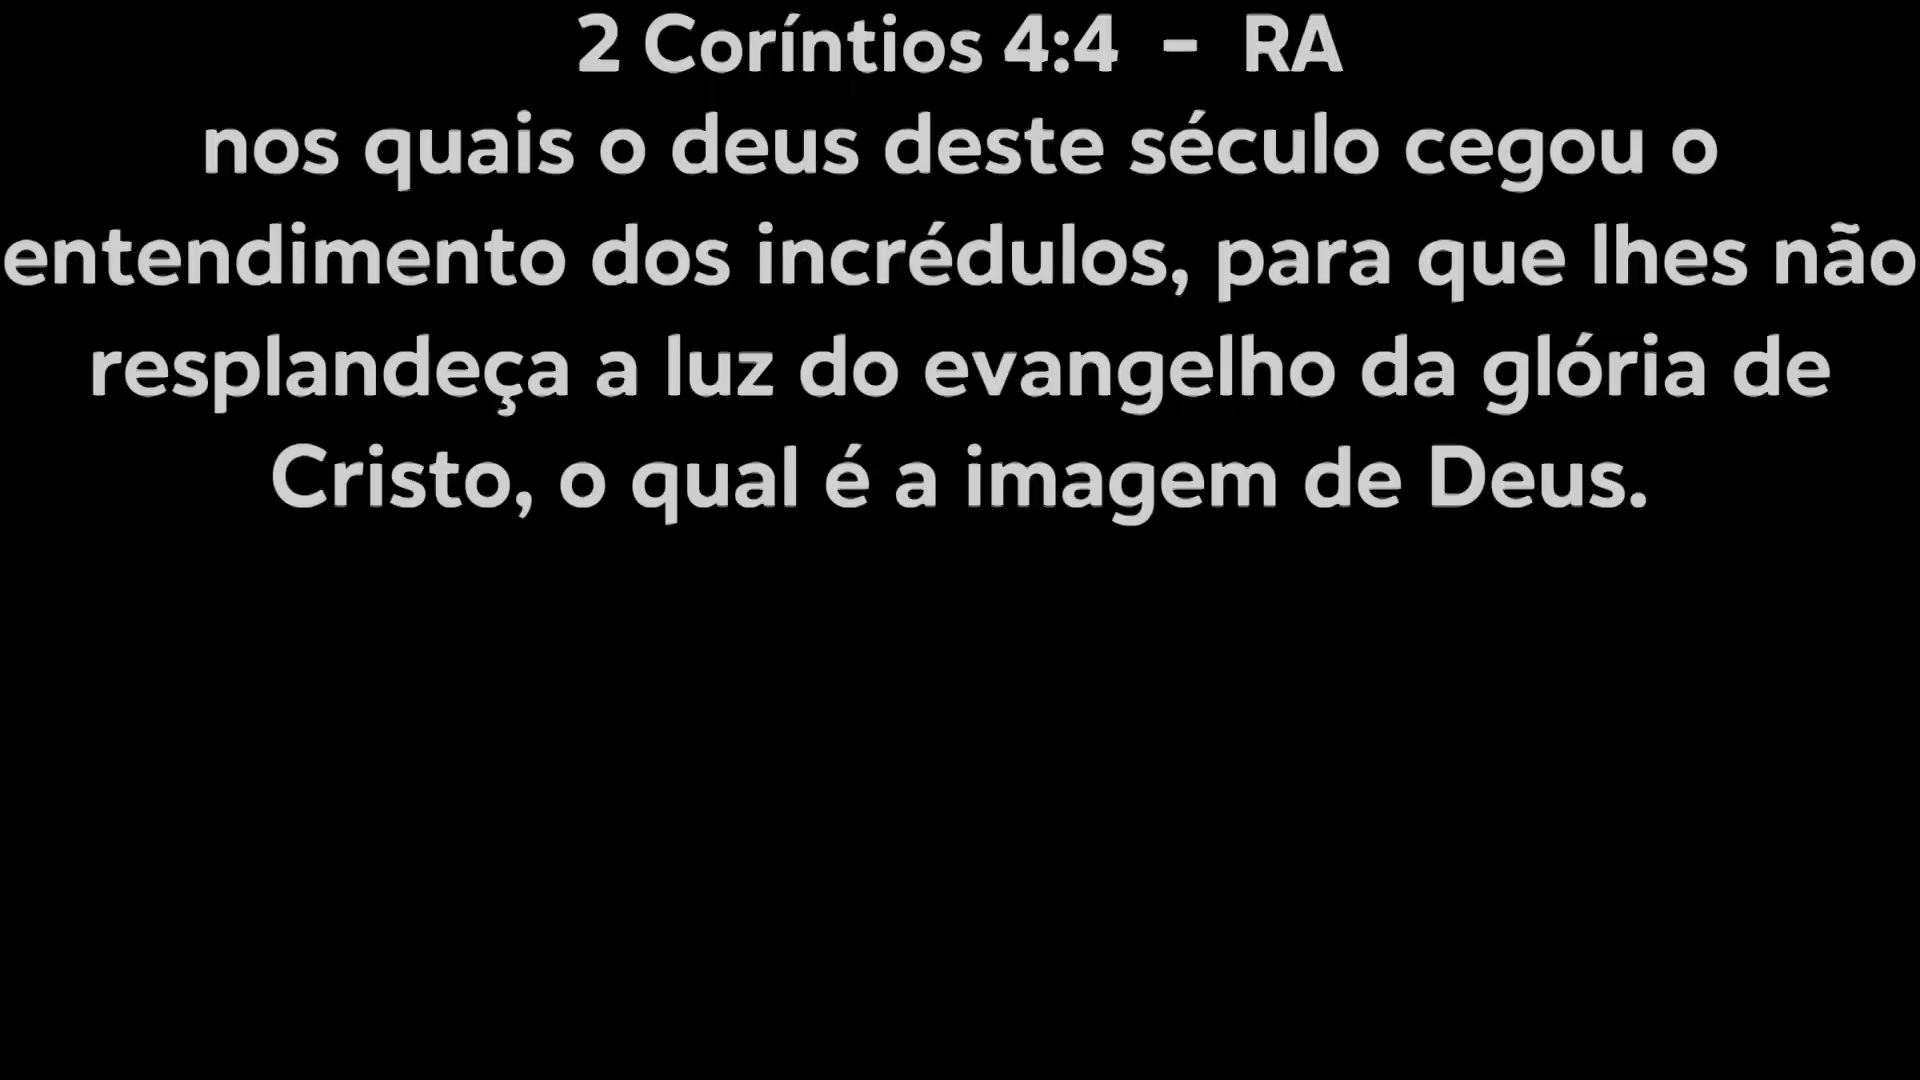 2 Coríntios 4:4 - RA
nos quais o deus deste século cegou o
entendimento dos incrédulos, para que lhes não
resplandeça a luz do evangelho da glória de
Cristo, o qual é a imagem de Deus.